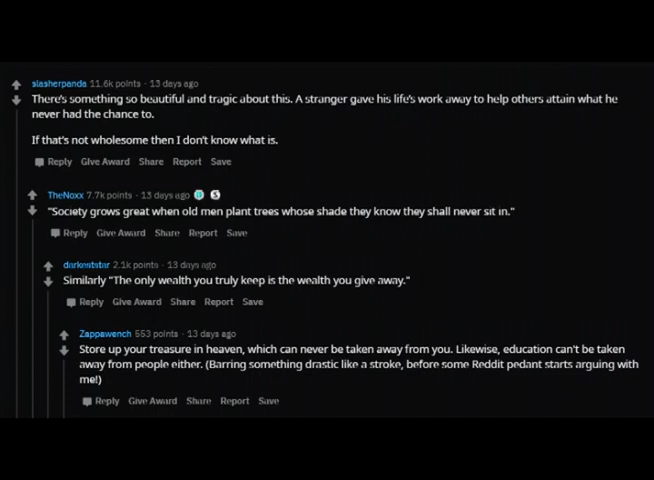 slasherpanda 11.6k points · 13 days ago
There's something so beautiful and tragic about this. A stranger gave his life's work away to help others attain what he
never had the chance to.
If that's not wholesome then I don't know what is.
Reply Give Award Share Report Save
TheNoxx 7.7k points · 13 days ago
"Society grows great when old men plant trees whose shade they know they shall never sit in."
Reply Give Award Share Report Save
darkeststar 2.1k points · 13 days ago
Similarly "The only wealth you truly keep is the wealth you give away."
Reply Give Award Share Report Save
Zappawench 553 points · 13 days ago
Store up your treasure in heaven, which can never be taken away from you. Likewise, education can't be taken
away from people either. (Barring something drastic like a stroke, before some Reddit pedant starts arguing with
me!)
Reply Give Award Share Report Save